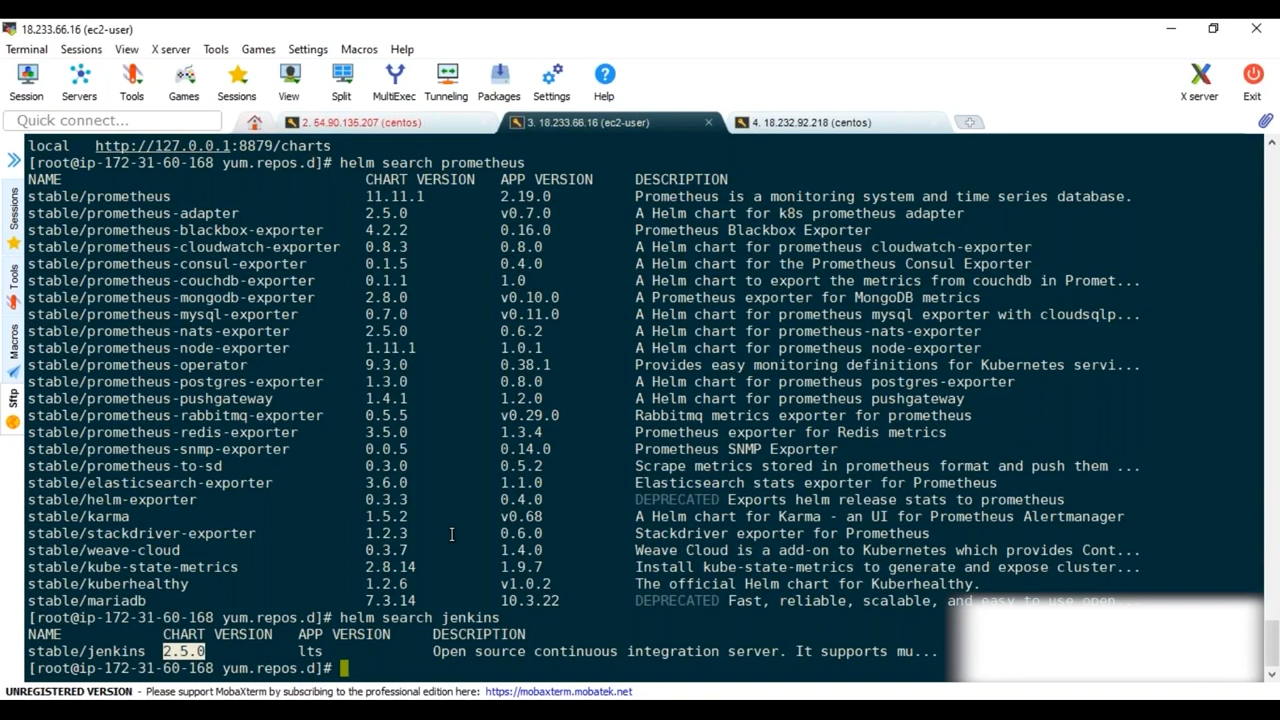 18.233.66.16 (ec2-user)
Terminal Sessions View X server Tools Games Settings Macros Help
Session Servers Tools Games Sessions View Split MultiExec Tunneling Packages Settings Help X server Exit
Quick connect... 2. 54.90.135.207 (centos) 3. 18.233.66.16 (ec2-user) 4. 18.232.92.218 (centos)
Sessions
Tools
Macros
Sftp
local http://127.0.0.1:8879/charts
[root@ip-172-31-60-168 yum.repos.d]# helm search prometheus
NAME CHART VERSION APP VERSION DESCRIPTION
stable/prometheus 11.11.1 2.19.0 Prometheus is a monitoring system and time series database.
stable/prometheus-adapter 2.5.0 v0.7.0 A Helm chart for k8s prometheus adapter
stable/prometheus-blackbox-exporter 4.2.2 0.16.0 Prometheus Blackbox Exporter
stable/prometheus-cloudwatch-exporter 0.8.3 0.8.0 A Helm chart for prometheus cloudwatch-exporter
stable/prometheus-consul-exporter 0.1.5 0.4.0 A Helm chart for the Prometheus Consul Exporter
stable/prometheus-couchdb-exporter 0.1.1 1.0 A Helm chart to export the metrics from couchdb in Promet...
stable/prometheus-mongodb-exporter 2.8.0 v0.10.0 A Prometheus exporter for MongoDB metrics
stable/prometheus-mysql-exporter 0.7.0 v0.11.0 A Helm chart for prometheus mysql exporter with cloudsqlp...
stable/prometheus-nats-exporter 2.5.0 0.6.2 A Helm chart for prometheus-nats-exporter
stable/prometheus-node-exporter 1.11.1 1.0.1 A Helm chart for prometheus node-exporter
stable/prometheus-operator 9.3.0 0.38.1 Provides easy monitoring definitions for Kubernetes servi...
stable/prometheus-postgres-exporter 1.3.0 0.8.0 A Helm chart for prometheus postgres-exporter
stable/prometheus-pushgateway 1.4.1 1.2.0 A Helm chart for prometheus pushgateway
stable/prometheus-rabbitmq-exporter 0.5.5 v0.29.0 Rabbitmq metrics exporter for prometheus
stable/prometheus-redis-exporter 3.5.0 1.3.4 Prometheus exporter for Redis metrics
stable/prometheus-snmp-exporter 0.0.5 0.14.0 Prometheus SNMP Exporter
stable/prometheus-to-sd 0.3.0 0.5.2 Scrape metrics stored in prometheus format and push them ...
stable/elasticsearch-exporter 3.6.0 1.1.0 Elasticsearch stats exporter for Prometheus
stable/helm-exporter 0.3.3 0.4.0 DEPRECATED Exports helm release stats to prometheus
stable/karma 1.5.2 v0.68 A Helm chart for Karma - an UI for Prometheus Alertmanager
stable/stackdriver-exporter 1.2.3 0.6.0 Stackdriver exporter for Prometheus
stable/weave-cloud 0.3.7 1.4.0 Weave Cloud is a add-on to Kubernetes which provides Cont...
stable/kube-state-metrics 2.8.14 1.9.7 Install kube-state-metrics to generate and expose cluster...
stable/kuberhealthy 1.2.6 v1.0.2 The official Helm chart for Kuberhealthy.
stable/mariadb 7.3.14 10.3.22 DEPRECATED Fast, reliable, scalable, and easy to use open...
[root@ip-172-31-60-168 yum.repos.d]# helm search jenkins
NAME CHART VERSION APP VERSION DESCRIPTION
stable/jenkins 2.5.0 lts Open source continuous integration server. It supports mu...
[root@ip-172-31-60-168 yum.repos.d]#
UNREGISTERED VERSION - Please support MobaXterm by subscribing to the professional edition here: https://mobaxterm.mobatek.net